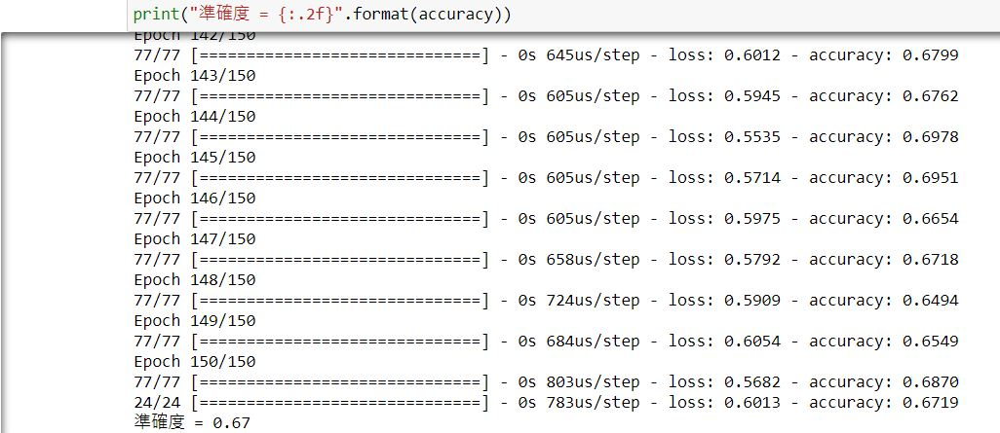 print("準確度 = {:.2f}".format(accuracy))
Epoch 142/150
77/77 [==============================] - 0s 645us/step - loss: 0.6012 - accuracy: 0.6799
Epoch 143/150
77/77 [==============================] - 0s 605us/step - loss: 0.5945 - accuracy: 0.6762
Epoch 144/150
77/77 [==============================] - 0s 605us/step - loss: 0.5535 - accuracy: 0.6978
Epoch 145/150
77/77 [==============================] - 0s 605us/step - loss: 0.5714 - accuracy: 0.6951
Epoch 146/150
77/77 [==============================] - 0s 605us/step - loss: 0.5975 - accuracy: 0.6654
Epoch 147/150
77/77 [==============================] - 0s 658us/step - loss: 0.5792 - accuracy: 0.6718
Epoch 148/150
77/77 [==============================] - 0s 724us/step - loss: 0.5909 - accuracy: 0.6494
Epoch 149/150
77/77 [==============================] - 0s 684us/step - loss: 0.6054 - accuracy: 0.6549
Epoch 150/150
77/77 [==============================] - 0s 803us/step - loss: 0.5682 - accuracy: 0.6870
24/24 [==============================] - 0s 783us/step - loss: 0.6013 - accuracy: 0.6719
準確度 = 0.67